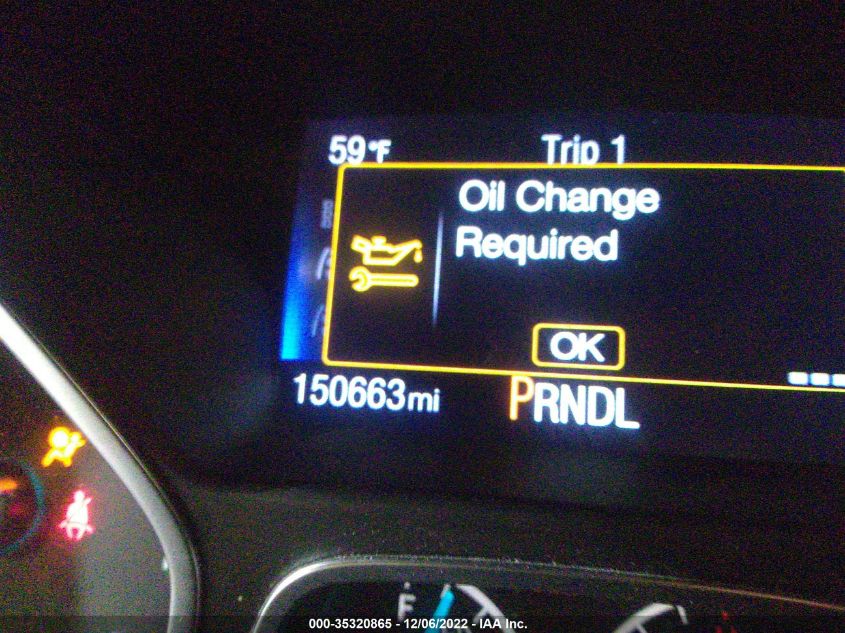 59°F Trip 1
Oil Change
Required
OK
150663mi PRNDL
F
000-35320865 - 12/06/2022 - IAA Inc.